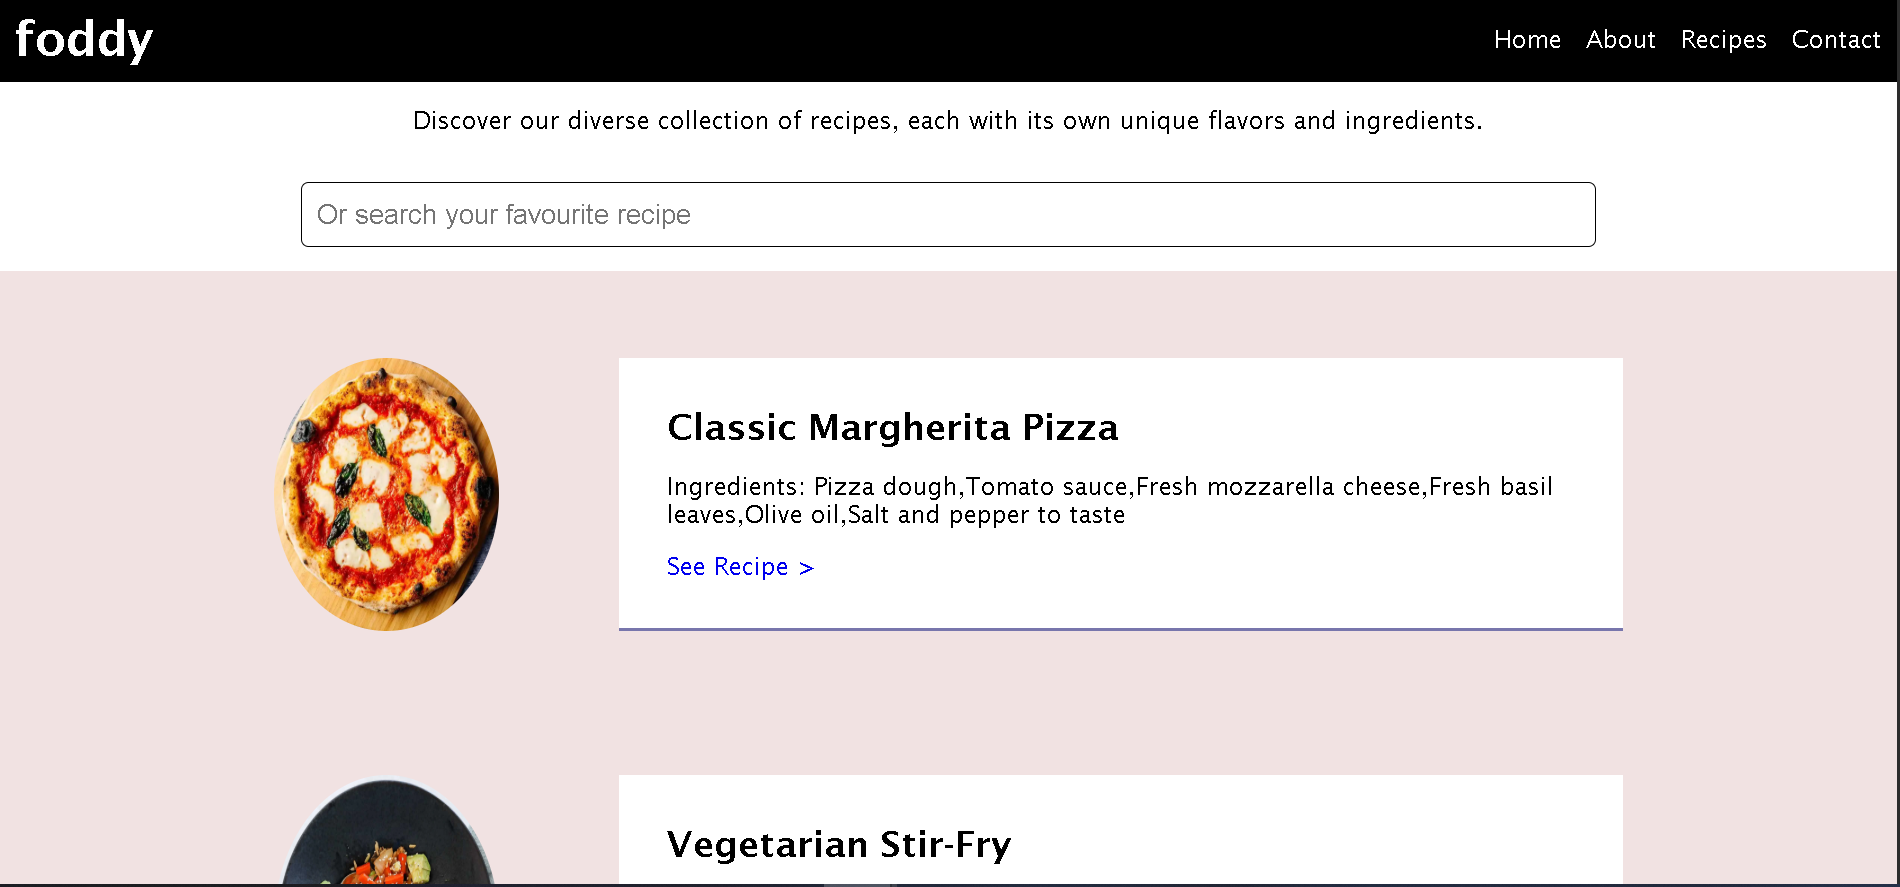 foddy
Home About Recipes Contact
Discover our diverse collection of recipes, each with its own unique flavors and ingredients.
Or search your favourite recipe
Classic Margherita Pizza
Ingredients: Pizza dough,Tomato sauce,Fresh mozzarella cheese,Fresh basil
leaves,Olive oil,Salt and pepper to taste
See Recipe >
Vegetarian Stir-Fry